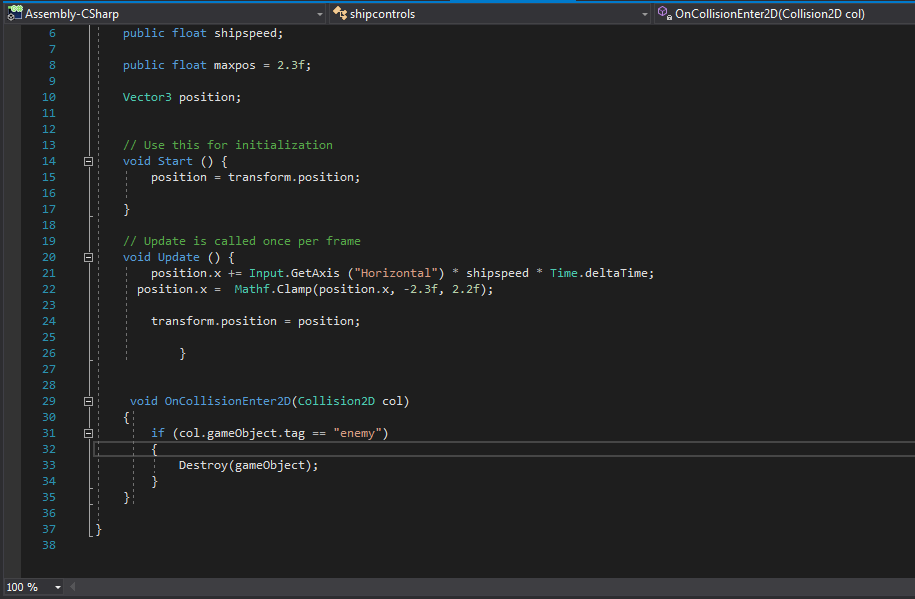 Assembly-CSharp shipcontrols OnCollisionEnter2D(Collision2D col)
6 public float shipspeed;
7
8 public float maxpos = 2.3f;
9
10 Vector3 position;
11
12
13 // Use this for initialization
14 void Start () {
15 position = transform.position;
16
17 }
18
19 // Update is called once per frame
20 void Update () {
21 position.x += Input.GetAxis ("Horizontal") * shipspeed * Time.deltaTime;
22 position.x =  Mathf.Clamp(position.x, -2.3f, 2.2f);
23
24 transform.position = position;
25
26 }
27
28
29 void OnCollisionEnter2D(Collision2D col)
30 {
31 if (col.gameObject.tag == "enemy")
32 {
33 Destroy(gameObject);
34 }
35 }
36
37 }
38
100 %